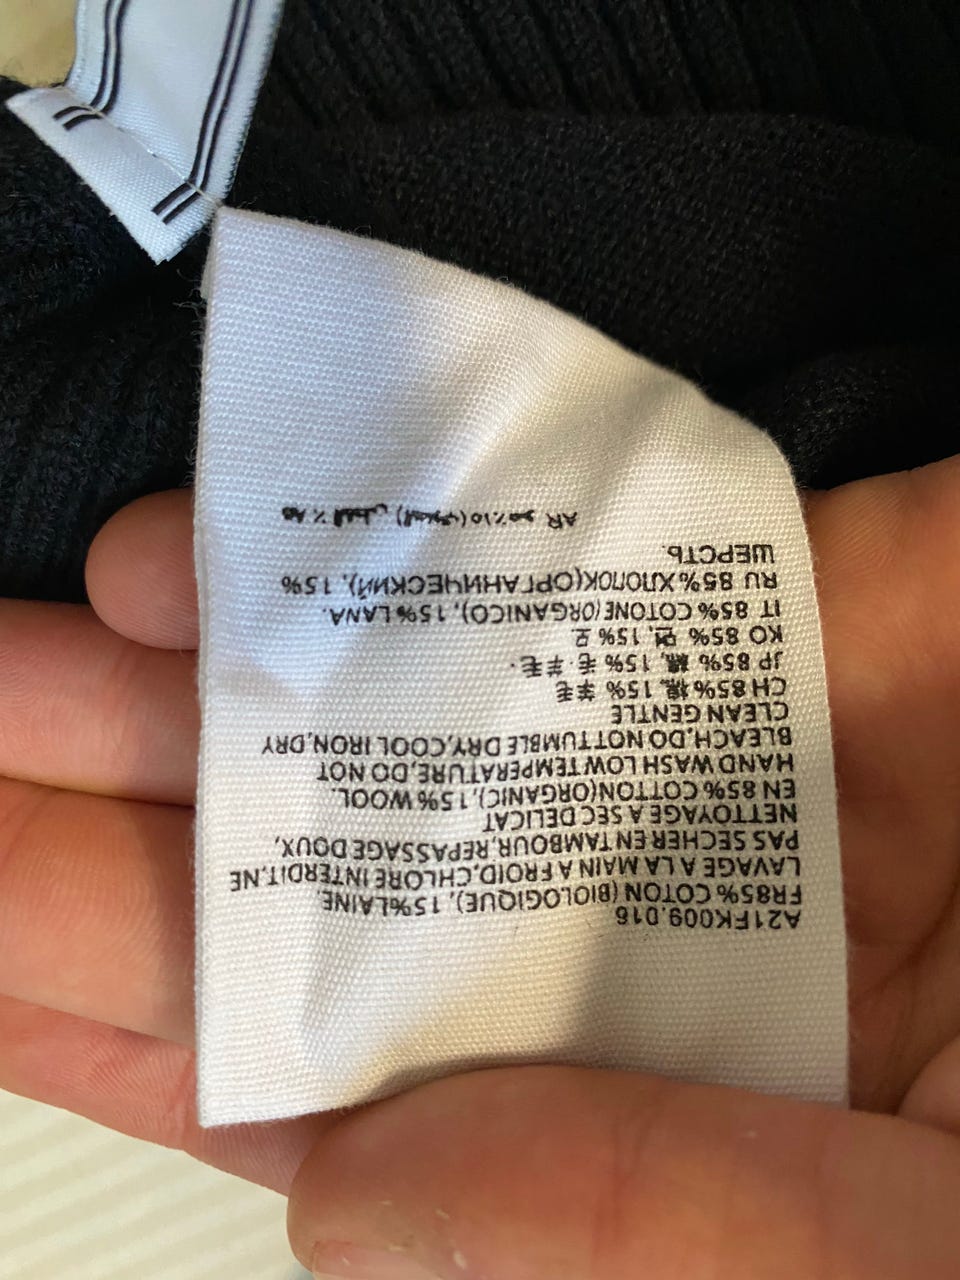 A21FK009.016
FR85% COTON (BIOLOGIQUE), 15%LAINE.
LAVAGE A LA MAIN A FROID,CHLORE INTERDIT,NE
PAS SECHER EN TAMBOUR,REPASSAGE DOUX,
NETTOYAGE A SEC DELICAT
EN 85% COTTON(ORGANIC), 15% WOOL.
HAND WASH LOW TEMPERATURE,DO NOT
BLEACH,DO NOT TUMBLE DRY,COOL IRON,DRY
CLEAN GENTLE
CH 85% 棉, 15% 羊毛
JP 85% 綿, 15% 毛·羊毛·
KO 85% 면, 15% 모
IT 85% COTONE(ORGANICO), 15% LANA.
RU 85% ХЛОПОК(ОРГАНИЧЕСКИЙ), 15%
ШЕРСТЬ.
AR